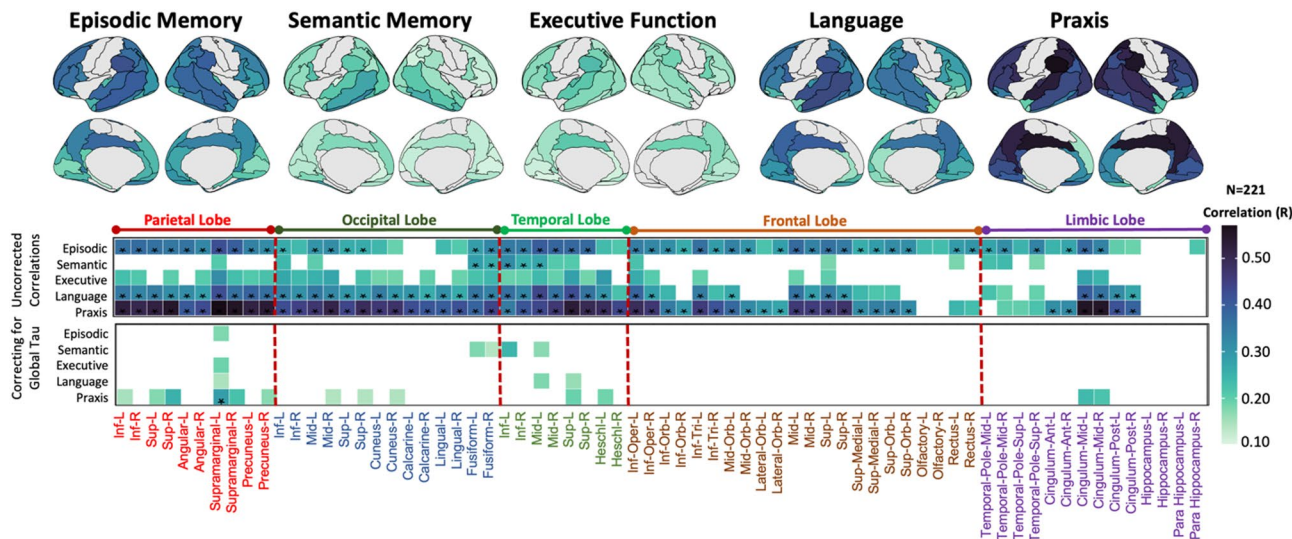 Episodic Memory
Semantic Memory
Executive Function
Language
Praxis
N=221
Correlation (R)
0.50
0.40
0.30
0.20
0.10
Parietal Lobe
Occipital Lobe
Temporal Lobe
Frontal Lobe
Limbic Lobe
Uncorrected
Correlations
Episodic
Semantic
Executive
Language
Praxis
Correcting for
Global Tau
Episodic
Semantic
Executive
Language
Praxis
Inf-L
Inf-R
Sup-L
Sup-R
Angular-L
Angular-R
Supramarginal-L
Supramarginal-R
Precuneus-L
Precuneus-R
Inf-L
Inf-R
Mid-L
Mid-R
Sup-L
Sup-R
Cuneus-L
Cuneus-R
Calcarine-L
Calcarine-R
Lingual-L
Lingual-R
Fusiform-L
Fusiform-R
Inf-L
Inf-R
Mid-L
Mid-R
Sup-L
Sup-R
Heschl-L
Heschl-R
Inf-Oper-L
Inf-Oper-R
Inf-Orb-L
Inf-Orb-R
Inf-Tri-L
Inf-Tri-R
Mid-Orb-L
Mid-Orb-R
Lateral-Orb-L
Lateral-Orb-R
Mid-L
Mid-R
Sup-L
Sup-R
Sup-Medial-L
Sup-Medial-R
Sup-Orb-L
Sup-Orb-R
Olfactory-L
Olfactory-R
Rectus-L
Rectus-R
Temporal-Pole-Mid-L
Temporal-Pole-Mid-R
Temporal-Pole-Sup-L
Temporal-Pole-Sup-R
Cingulum-Ant-L
Cingulum-Ant-R
Cingulum-Mid-L
Cingulum-Mid-R
Cingulum-Post-L
Cingulum-Post-R
Hippocampus-L
Hippocampus-R
Para Hippocampus-L
Para Hippocampus-R